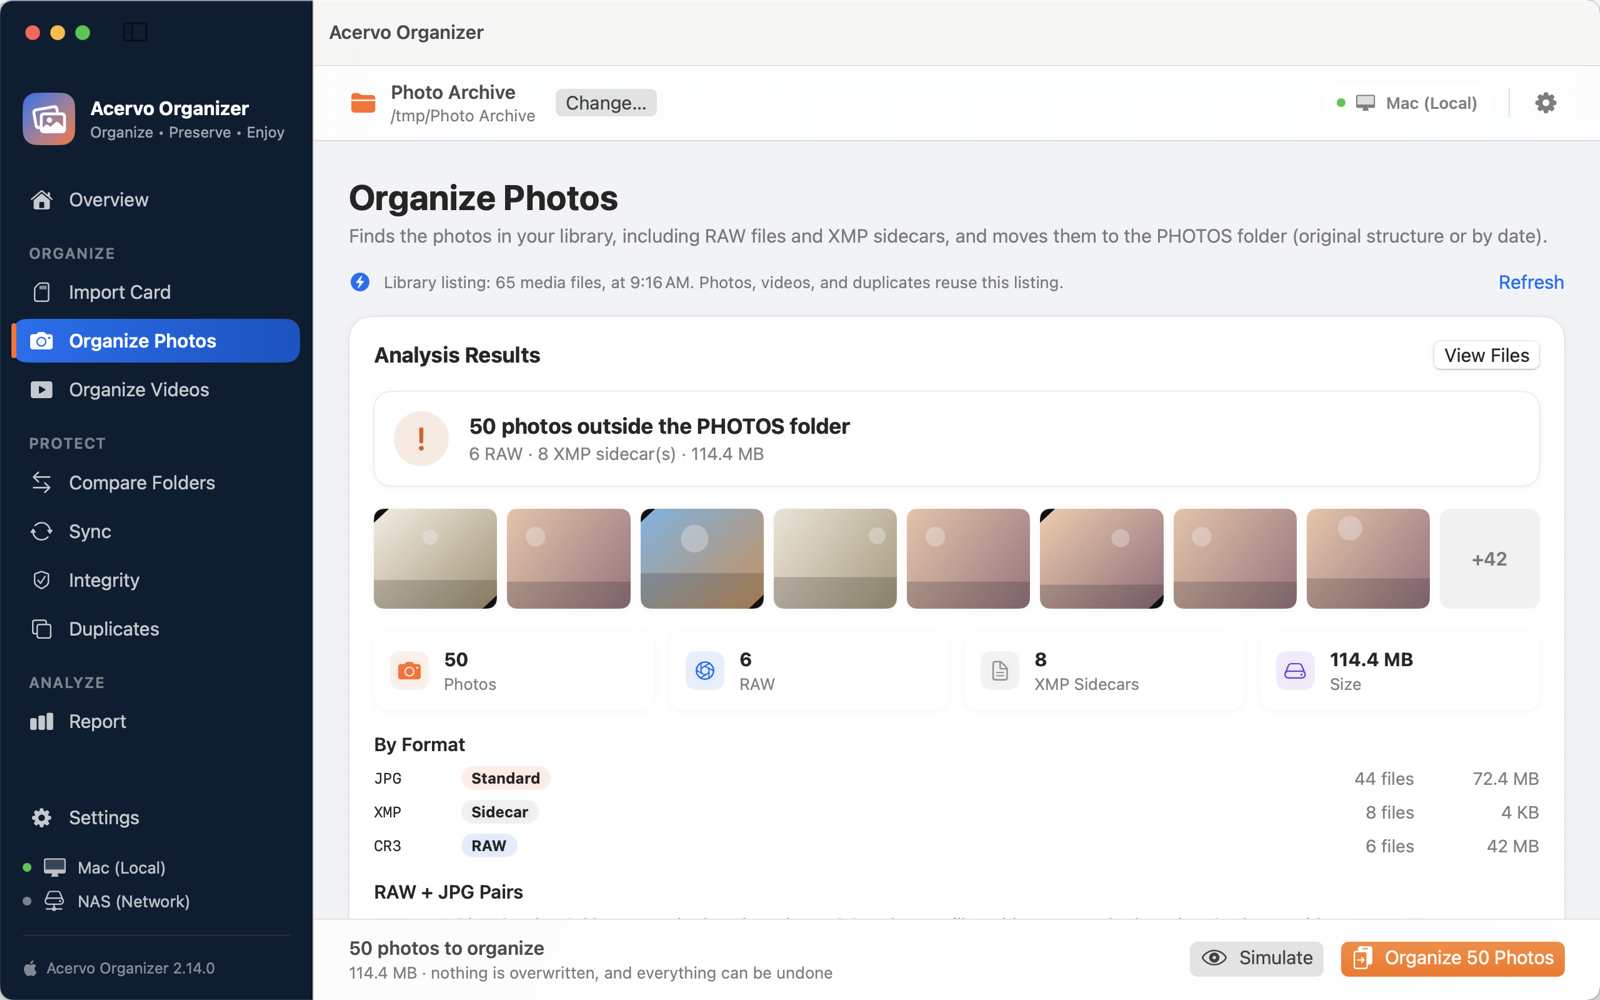 Acervo Organizer
Acervo Organizer
Organize • Preserve • Enjoy
Overview
ORGANIZE
Import Card
Organize Photos
Organize Videos
PROTECT
Compare Folders
Sync
Integrity
Duplicates
ANALYZE
Report
Settings
Mac (Local)
NAS (Network)
Acervo Organizer 2.14.0
Photo Archive
/tmp/Photo Archive
Change...
Mac (Local)
Organize Photos
Finds the photos in your library, including RAW files and XMP sidecars, and moves them to the PHOTOS folder (original structure or by date).
Library listing: 65 media files, at 9:16 AM. Photos, videos, and duplicates reuse this listing.
Refresh
Analysis Results
View Files
50 photos outside the PHOTOS folder
6 RAW · 8 XMP sidecar(s) · 114.4 MB
+42
50
Photos
6
RAW
8
XMP Sidecars
114.4 MB
Size
By Format
JPG Standard 44 files 72.4 MB
XMP Sidecar 8 files 4 KB
CR3 RAW 6 files 42 MB
RAW + JPG Pairs
50 photos to organize
114.4 MB · nothing is overwritten, and everything can be undone
Simulate
Organize 50 Photos